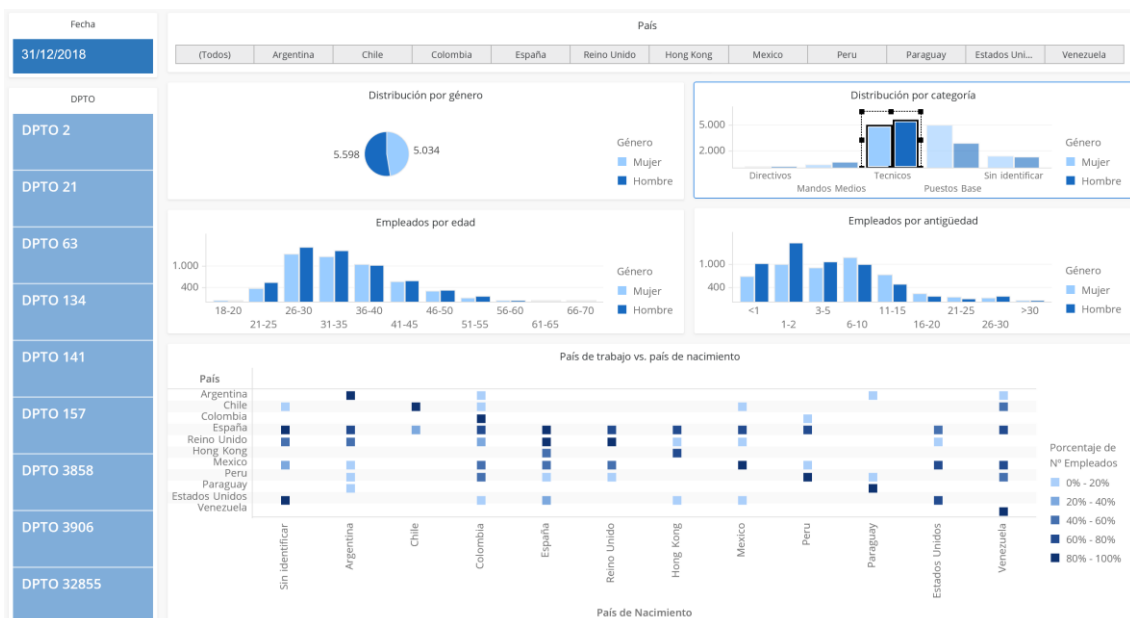 Fecha
31/12/2018
DPTO
DPTO 2
DPTO 21
DPTO 63
DPTO 134
DPTO 141
DPTO 157
DPTO 3858
DPTO 3906
DPTO 32855
País
(Todos) Argentina Chile Colombia España Reino Unido Hong Kong Mexico Peru Paraguay Estados Uni... Venezuela
Distribución por género
5.598
5.034
Género
Mujer
Hombre
Distribución por categoría
5.000
2.000
Directivos Tecnicos Sin identificar
Mandos Medios Puestos Base
Género
Mujer
Hombre
Empleados por edad
1.000
400
18-20 26-30 36-40 46-50 56-60 66-70
21-25 31-35 41-45 51-55 61-65
Género
Mujer
Hombre
Empleados por antigüedad
1.000
400
<1 3-5 11-15 21-25 >30
1-2 6-10 16-20 26-30
Género
Mujer
Hombre
País de trabajo vs. país de nacimiento
País
Argentina
Chile
Colombia
España
Reino Unido
Hong Kong
Mexico
Peru
Paraguay
Estados Unidos
Venezuela
Sin identificar
Argentina
Chile
Colombia
España
Reino Unido
Hong Kong
Mexico
Peru
Paraguay
Estados Unidos
Venezuela
País de Nacimiento
Porcentaje de
Nº Empleados
0% - 20%
20% - 40%
40% - 60%
60% - 80%
80% - 100%